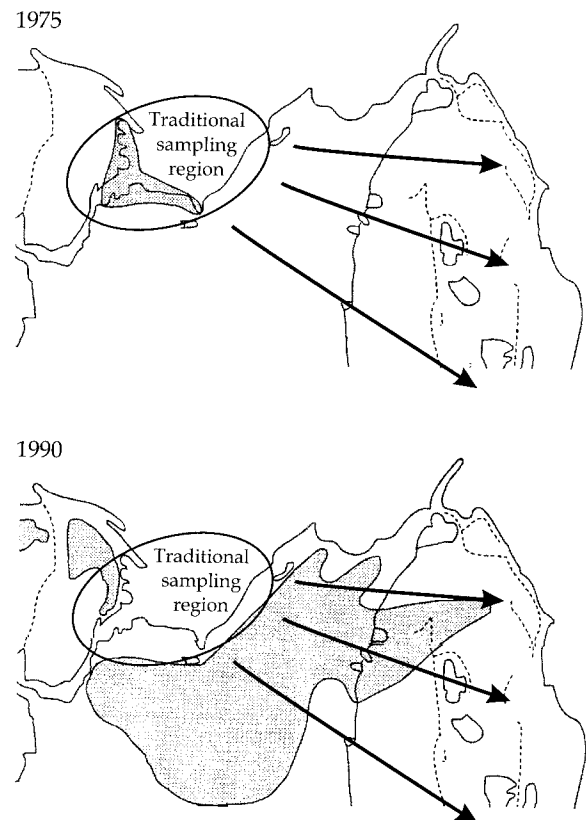 1975
Traditional
sampling
region
1990
Traditional
sampling
region